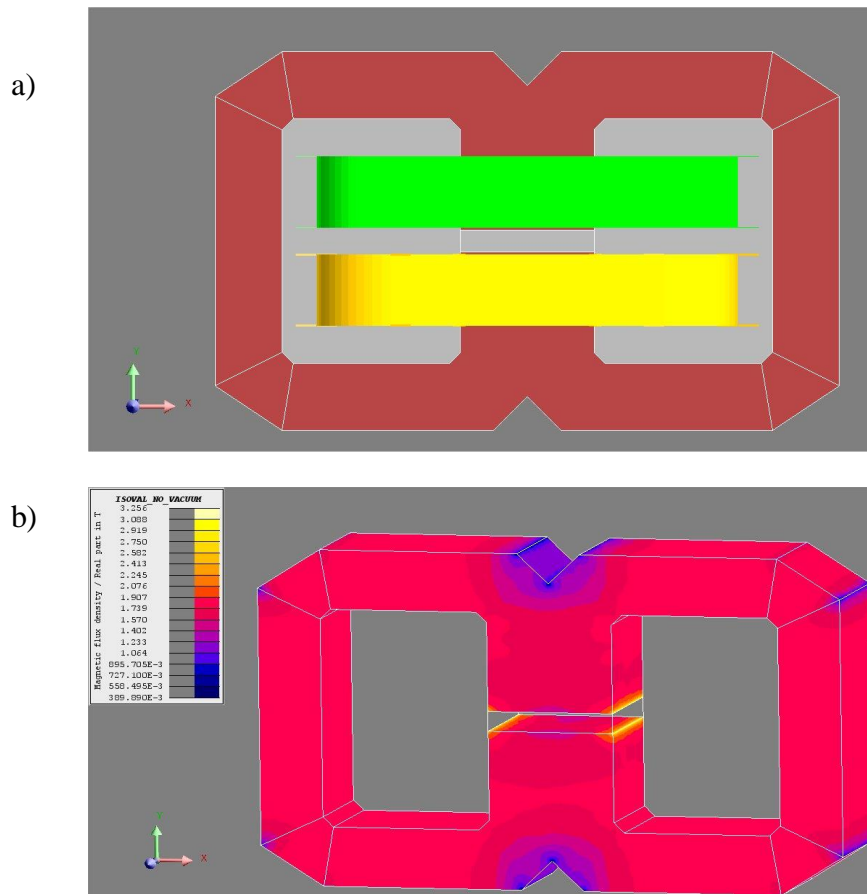 a)
Y
X
b)
ISOVAL_NO_VACUUM
Magnetic flux density / Real part in T
3.256
3.088
2.919
2.750
2.582
2.413
2.245
2.076
1.907
1.739
1.570
1.402
1.233
1.064
895.705E-3
727.100E-3
558.495E-3
389.890E-3
Y
X